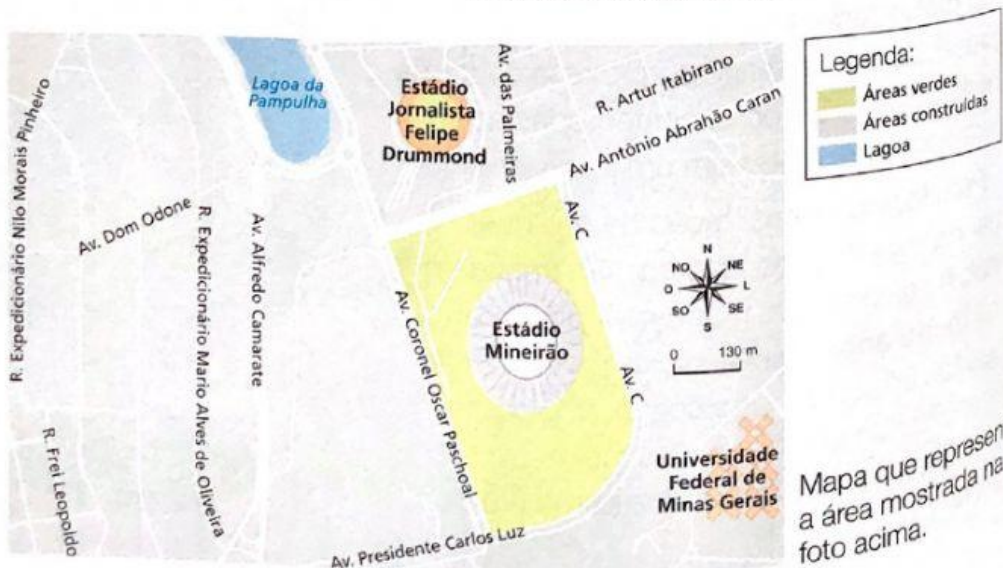 Lagoa da
Pampulha
Estádio
Jornalista
Felipe
Drummond
Av. das Palmeiras
R. Artur Itabirano
Av. Antônio Abrahão Caran
Legenda:
Áreas verdes
Áreas construídas
Lagoa
R. Expedicionário Nilo Morais Pinheiro
Av. Dom Odone
R. Expedicionário Mario Alves de Oliveira
Av. Alfredo Camarate
Av. Coronel Oscar Paschoal
Av. C
Estádio
Mineirão
Av. C
N
NO NE
O L
SO SE
S
0 130 m
R. Frei Leopoldo
Universidade
Federal de
Minas Gerais
Av. Presidente Carlos Luz
Mapa que represen
a área mostrada na
foto acima.